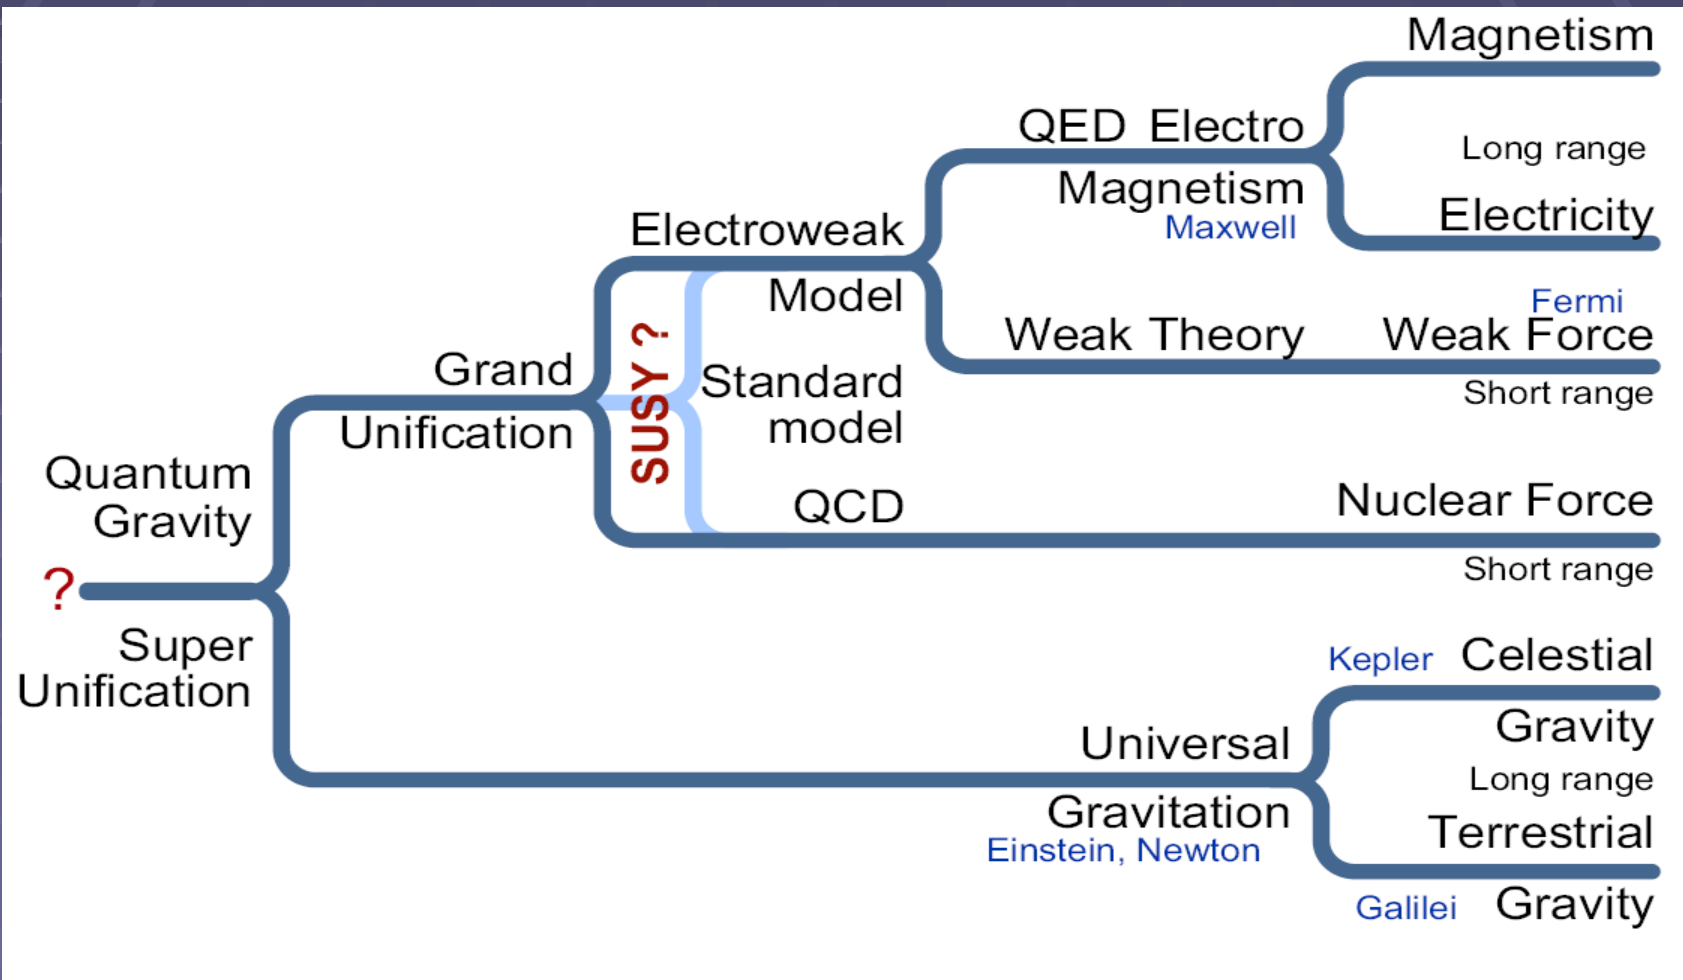 Magnetism
QED Electro
Long range
Magnetism
Maxwell
Electricity
Electroweak
Model
Fermi
Weak Theory
Weak Force
Short range
Grand
Unification
SUSY ?
Standard
model
Quantum
Gravity
QCD
Nuclear Force
Short range
?
Super
Unification
Kepler
Celestial
Gravity
Universal
Gravitation
Einstein, Newton
Long range
Terrestrial
Galilei
Gravity